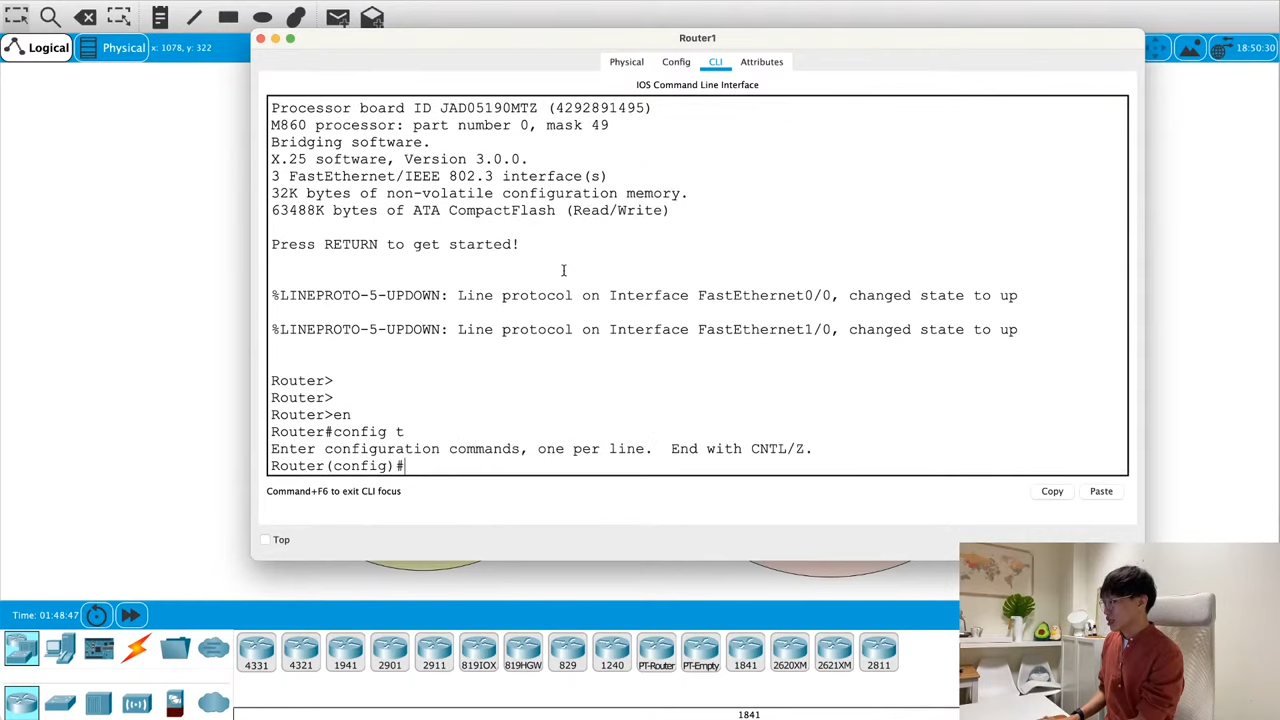 Router1
Logical
Physical
x: 1078, y: 322
18:50:30
Physical
Config
CLI
Attributes
IOS Command Line Interface
Processor board ID JAD05190MTZ (4292891495)
M860 processor: part number 0, mask 49
Bridging software.
X.25 software, Version 3.0.0.
3 FastEthernet/IEEE 802.3 interface(s)
32K bytes of non-volatile configuration memory.
63488K bytes of ATA CompactFlash (Read/Write)
Press RETURN to get started!
%LINEPROTO-5-UPDOWN: Line protocol on Interface FastEthernet0/0, changed state to up
%LINEPROTO-5-UPDOWN: Line protocol on Interface FastEthernet1/0, changed state to up
Router>
Router>
Router>en
Router#config t
Enter configuration commands, one per line.  End with CNTL/Z.
Router(config)#
Command+F6 to exit CLI focus
Copy
Paste
Top
Time: 01:48:47
4331
4321
1941
2901
2911
819IOX
819HGW
829
1240
PT-Router
PT-Empty
1841
2620XM
2621XM
2811
1841